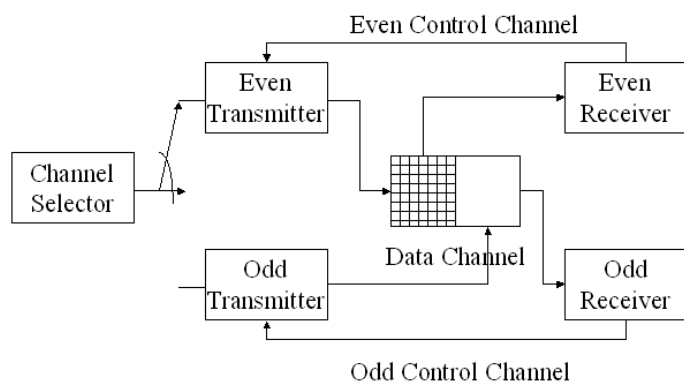 Even Control Channel
Even
Transmitter
Even
Receiver
Channel
Selector
Data Channel
Odd
Transmitter
Odd
Receiver
Odd Control Channel